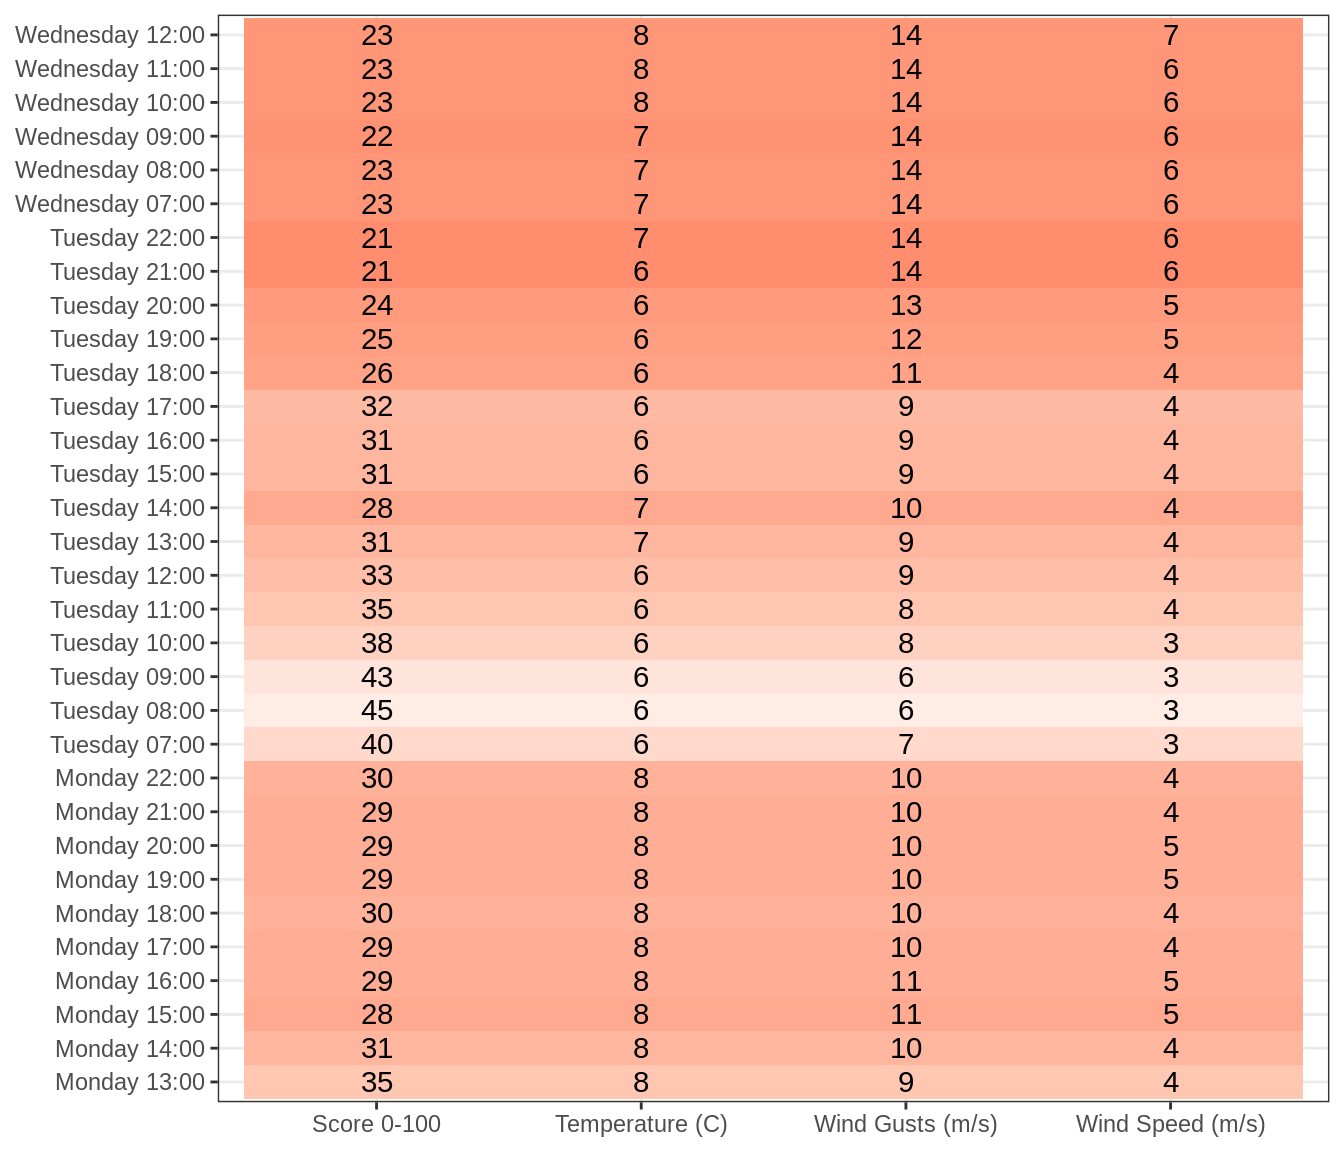 Wednesday 12:00 23 8 14 7
Wednesday 11:00 23 8 14 6
Wednesday 10:00 23 8 14 6
Wednesday 09:00 22 7 14 6
Wednesday 08:00 23 7 14 6
Wednesday 07:00 23 7 14 6
Tuesday 22:00 21 7 14 6
Tuesday 21:00 21 6 14 6
Tuesday 20:00 24 6 13 5
Tuesday 19:00 25 6 12 5
Tuesday 18:00 26 6 11 4
Tuesday 17:00 32 6 9 4
Tuesday 16:00 31 6 9 4
Tuesday 15:00 31 6 9 4
Tuesday 14:00 28 7 10 4
Tuesday 13:00 31 7 9 4
Tuesday 12:00 33 6 9 4
Tuesday 11:00 35 6 8 4
Tuesday 10:00 38 6 8 3
Tuesday 09:00 43 6 6 3
Tuesday 08:00 45 6 6 3
Tuesday 07:00 40 6 7 3
Monday 22:00 30 8 10 4
Monday 21:00 29 8 10 4
Monday 20:00 29 8 10 5
Monday 19:00 29 8 10 5
Monday 18:00 30 8 10 4
Monday 17:00 29 8 10 4
Monday 16:00 29 8 11 5
Monday 15:00 28 8 11 5
Monday 14:00 31 8 10 4
Monday 13:00 35 8 9 4
Score 0-100 Temperature (C) Wind Gusts (m/s) Wind Speed (m/s)